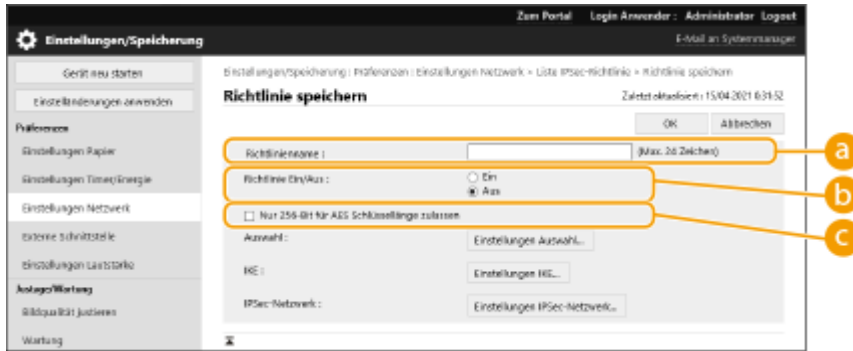 Zum Portal Login Anwender : Administrator Logout
Einstellungen/Speicherung E-Mail an Systemmanager
Gerät neu starten
Einstelländerungen anwenden
Präferenzen
Einstellungen Papier
Einstellungen Timer/Energie
Einstellungen Netzwerk
Externe Schnittstelle
Einstellungen Lautstärke
Justage/Wartung
Bildqualität justieren
Wartung
Einstellungen/Speicherung : Präferenzen : Einstellungen Netzwerk > Liste IPSec-Richtlinie > Richtlinie speichern
Richtlinie speichern Zuletzt aktualisiert : 15/04 2021 0:31:52
OK Abbrechen
Richtlinienname : (Max. 24 Zeichen) a
Richtlinie Ein/Aus : Ein b
Aus
Nur 256-Bit für AES Schlüssellänge zulassen c
Auswahl : Einstellungen Auswahl...
IKE : Einstellungen IKE...
IPSec-Netzwerk : Einstellungen IPSec-Netzwerk...